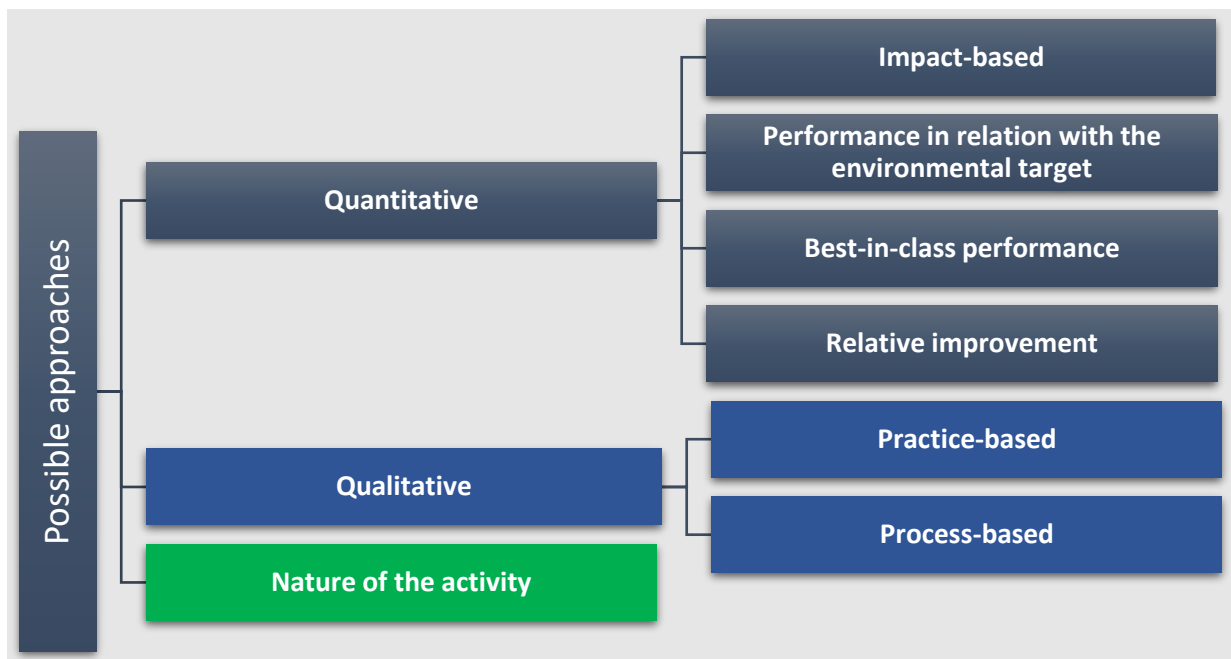 Possible approaches
Quantitative
Impact-based
Performance in relation with the
environmental target
Best-in-class performance
Relative improvement
Qualitative
Practice-based
Process-based
Nature of the activity